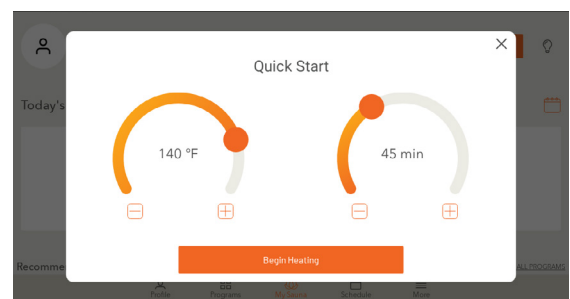 Quick Start
Today's
140 °F
45 min
Begin Heating
Recomme
ALL PROGRAMS
Profile
Programs
My Sauna
Schedule
More